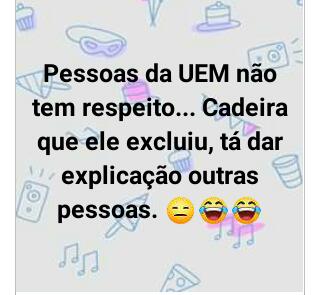 Pessoas da UEM não
tem respeito... Cadeira
que ele excluiu, tá dar
explicação outras
pessoas. 😑😂😂